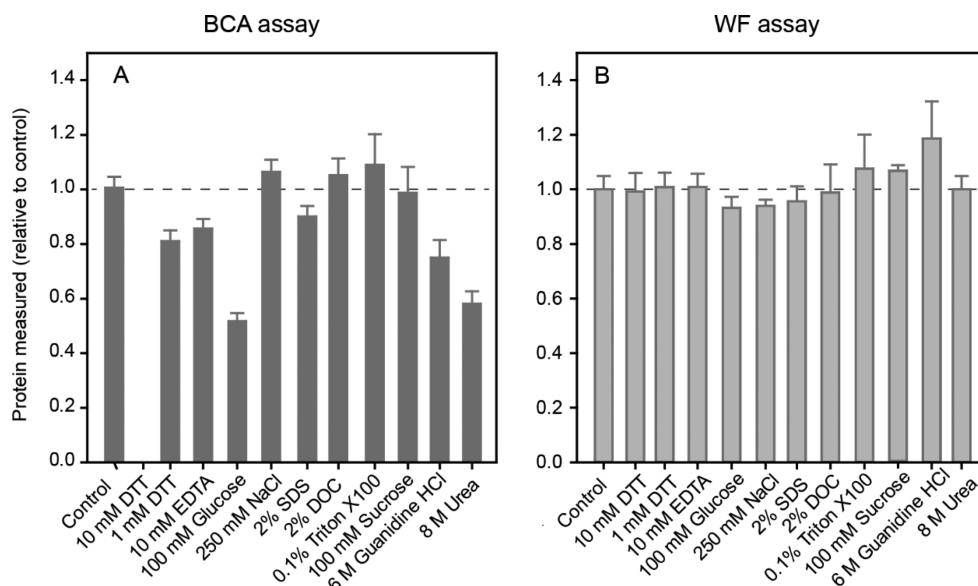 BCA assay
WF assay
Protein measured (relative to control)
A
1.4
1.2
1.0
0.8
0.6
0.4
0.2
0.0
Control
10 mM DTT
1 mM DTT
10 mM EDTA
100 mM Glucose
250 mM NaCl
2% SDS
2% DOC
0.1% Triton X100
100 mM Sucrose
6 M Guanidine HCl
8 M Urea
B
1.4
1.2
1.0
0.8
0.6
0.4
0.2
0.0
Control
10 mM DTT
1 mM DTT
10 mM EDTA
100 mM Glucose
250 mM NaCl
2% SDS
2% DOC
0.1% Triton X100
100 mM Sucrose
6 M Guanidine HCl
8 M Urea